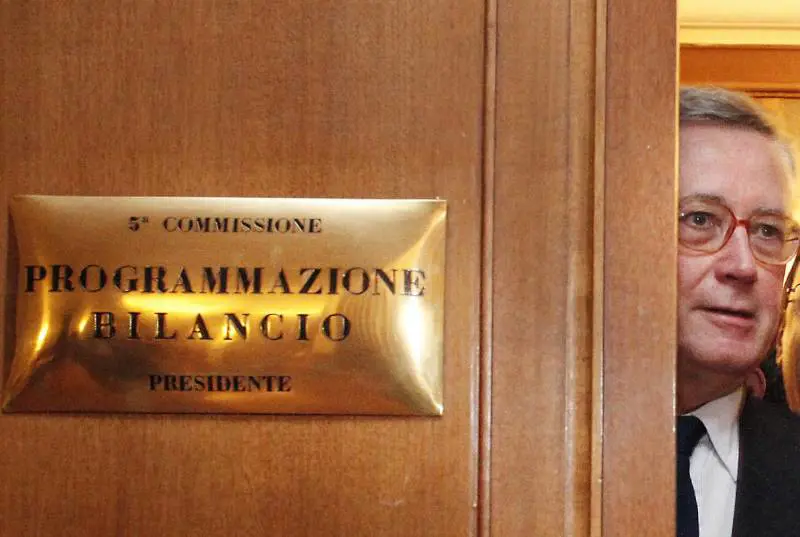 5ª COMMISSIONE
PROGRAMMAZIONE
BILANCIO
PRESIDENTE